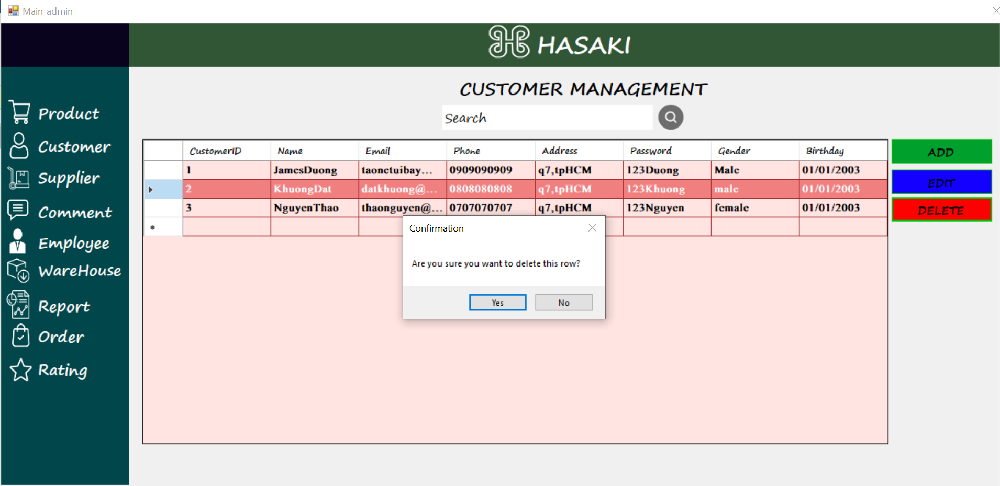 Main_admin
HASAKI
CUSTOMER MANAGEMENT
Search
Product
Customer
Supplier
Comment
Employee
WareHouse
Report
Order
Rating
CustomerID Name Email Phone Address Password Gender Birthday
1 JamesDuong taonetuibay... 0909090909 q7,tpHCM 123Duong Male 01/01/2003
2 KhuongDat datkhuong@... 0808080808 q7,tpHCM 123Khuong male 01/01/2003
3 NguyenThao thaonguyen@... 0707070707 q7,tpHCM 123Nguyen female 01/01/2003
ADD
EDIT
DELETE
Confirmation
Are you sure you want to delete this row?
Yes No